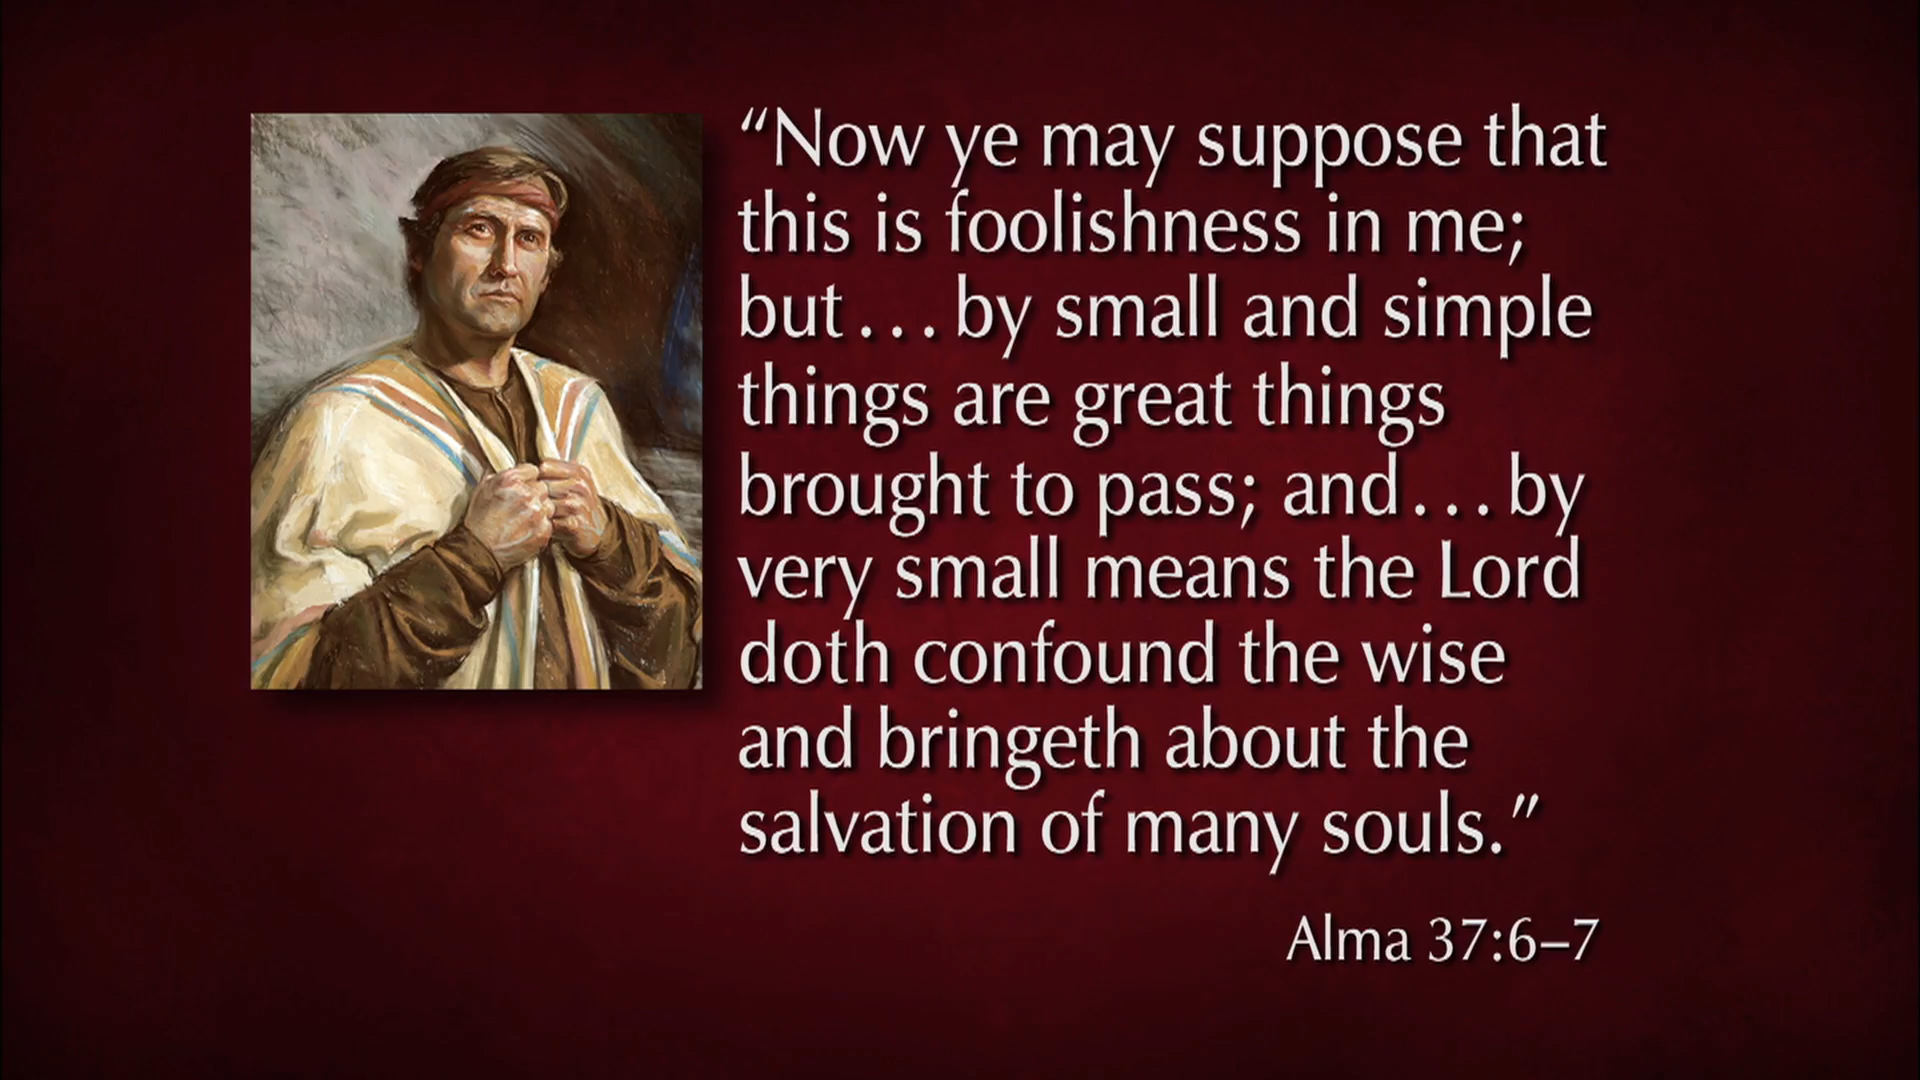 “Now ye may suppose that
this is foolishness in me;
but . . . by small and simple
things are great things
brought to pass; and . . . by
very small means the Lord
doth confound the wise
and bringeth about the
salvation of many souls.”
Alma 37:6–7